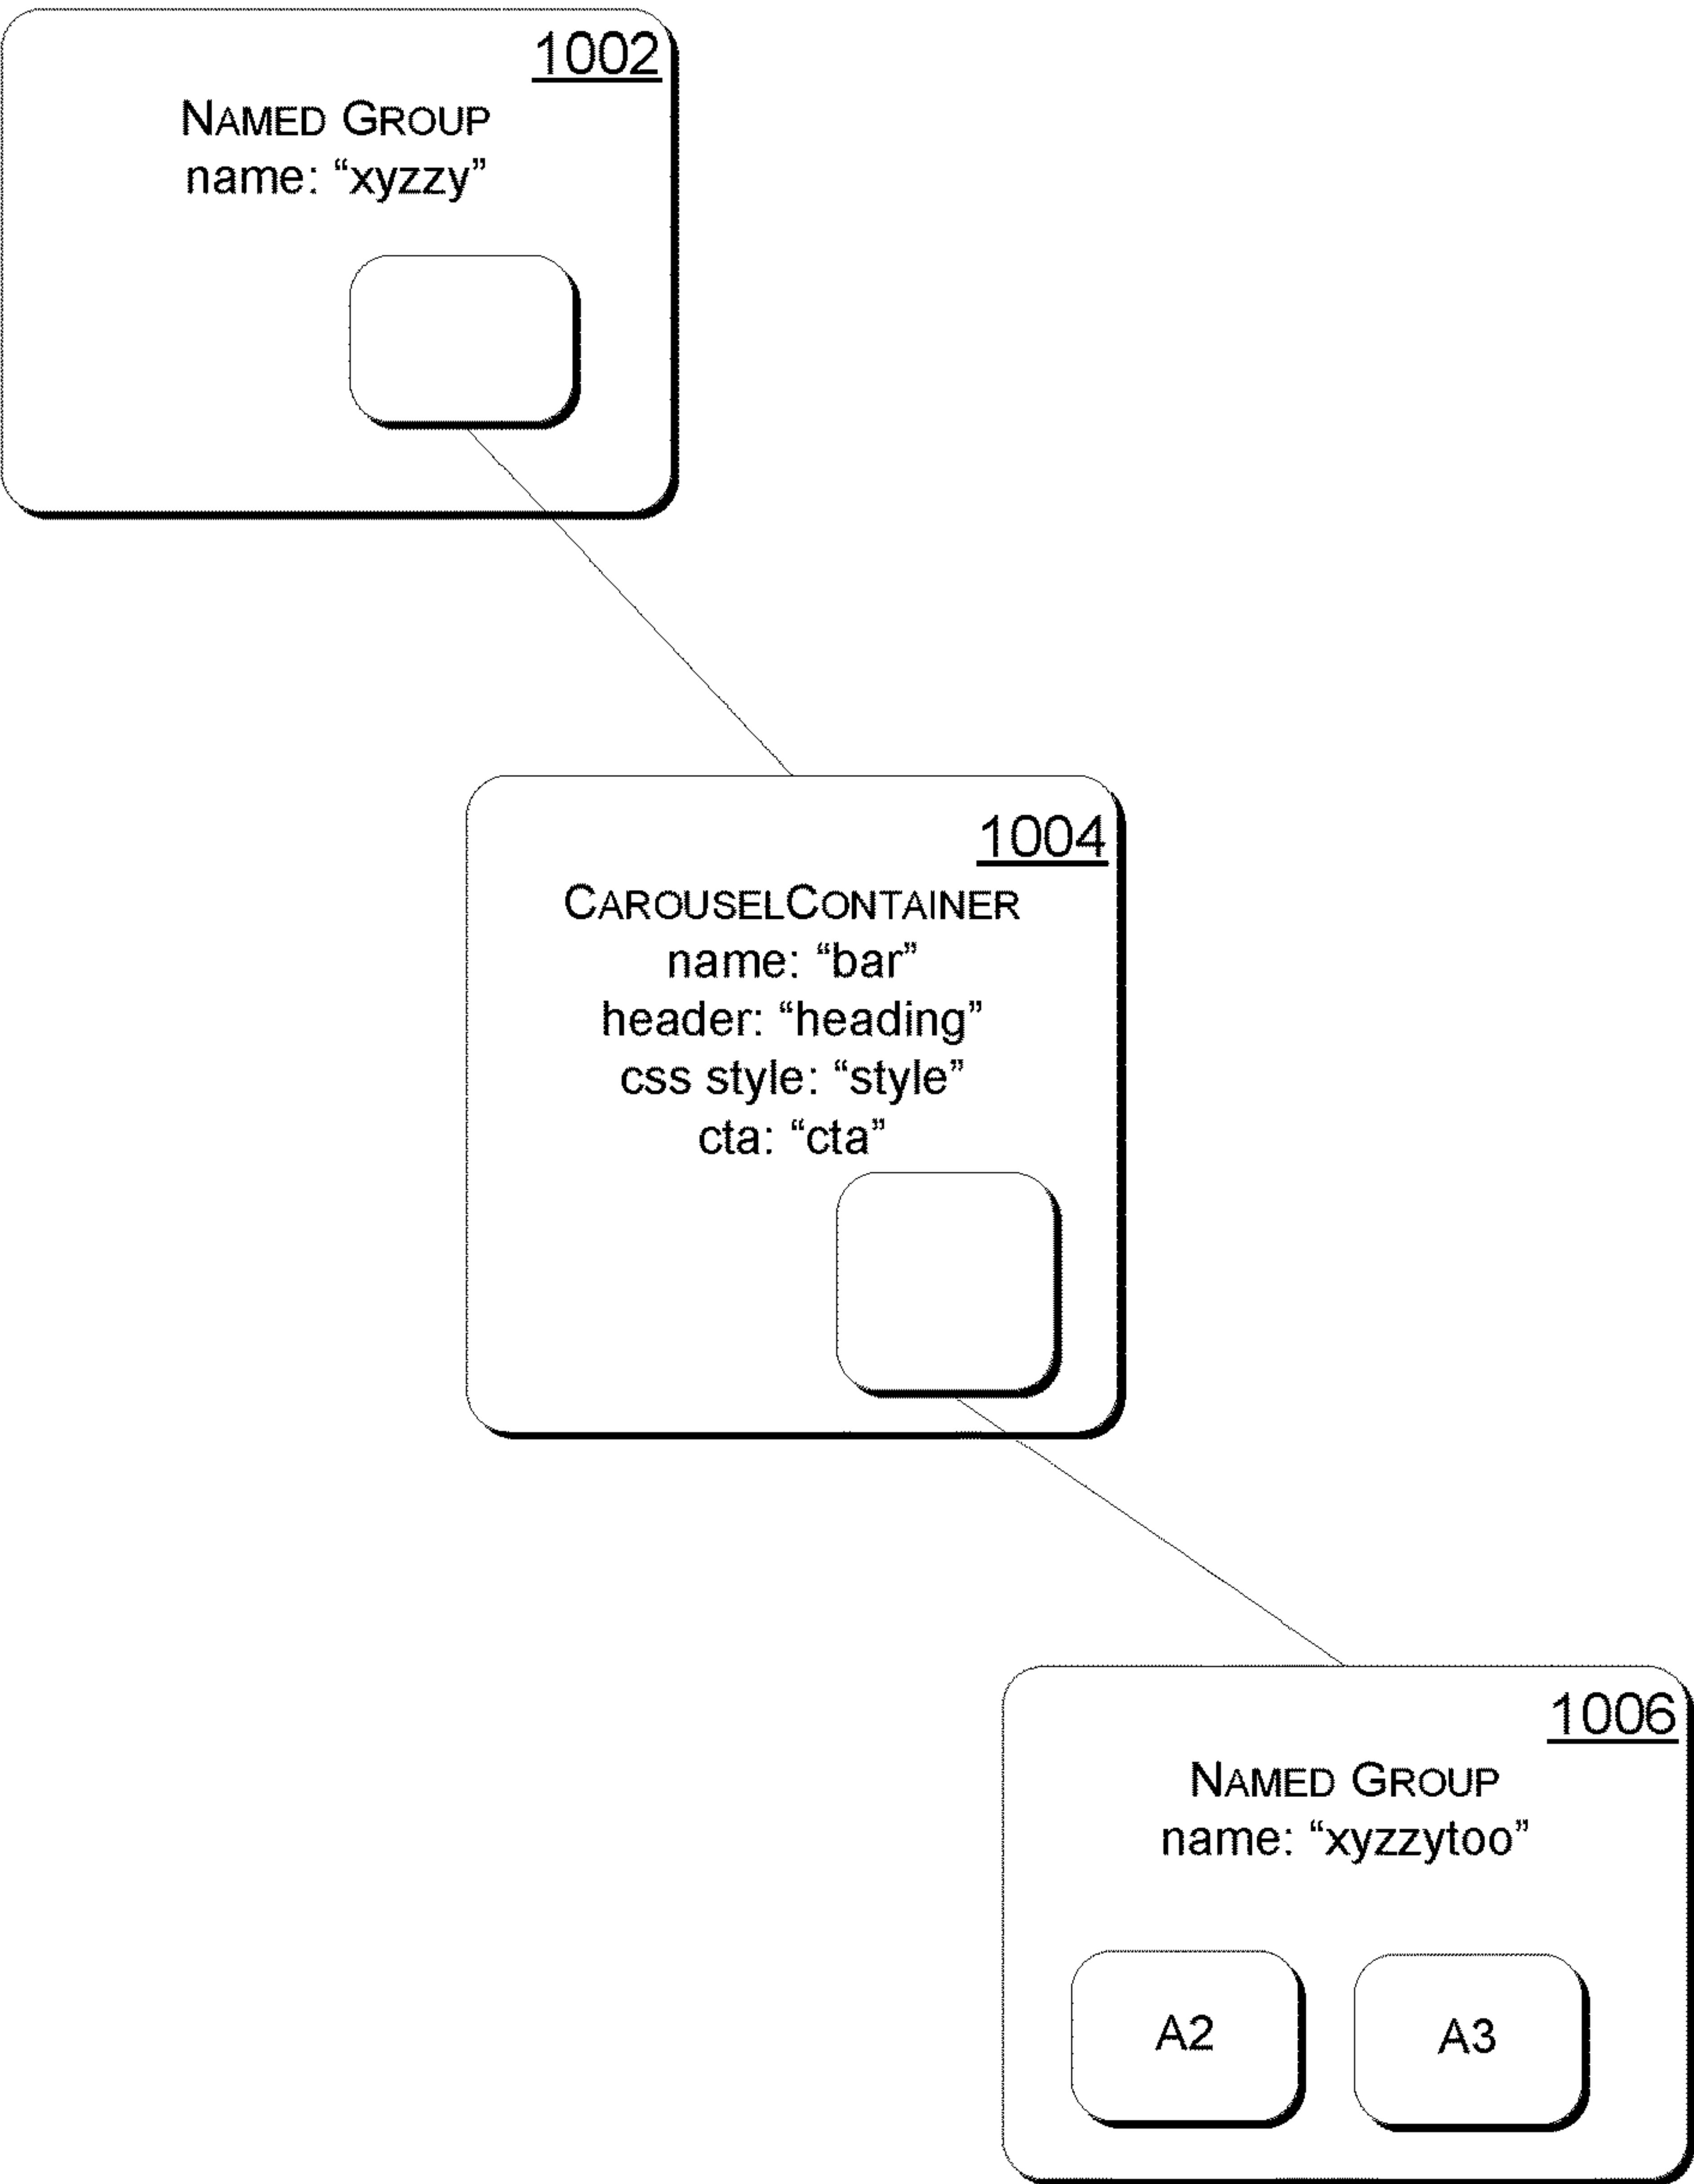 1002
NAMED GROUP
name: “xyzzy”
1004
CAROUSELCONTAINER
name: “bar”
header: “heading”
css style: “style”
cta: “cta”
1006
NAMED GROUP
name: “xyzzytoo”
A2
A3